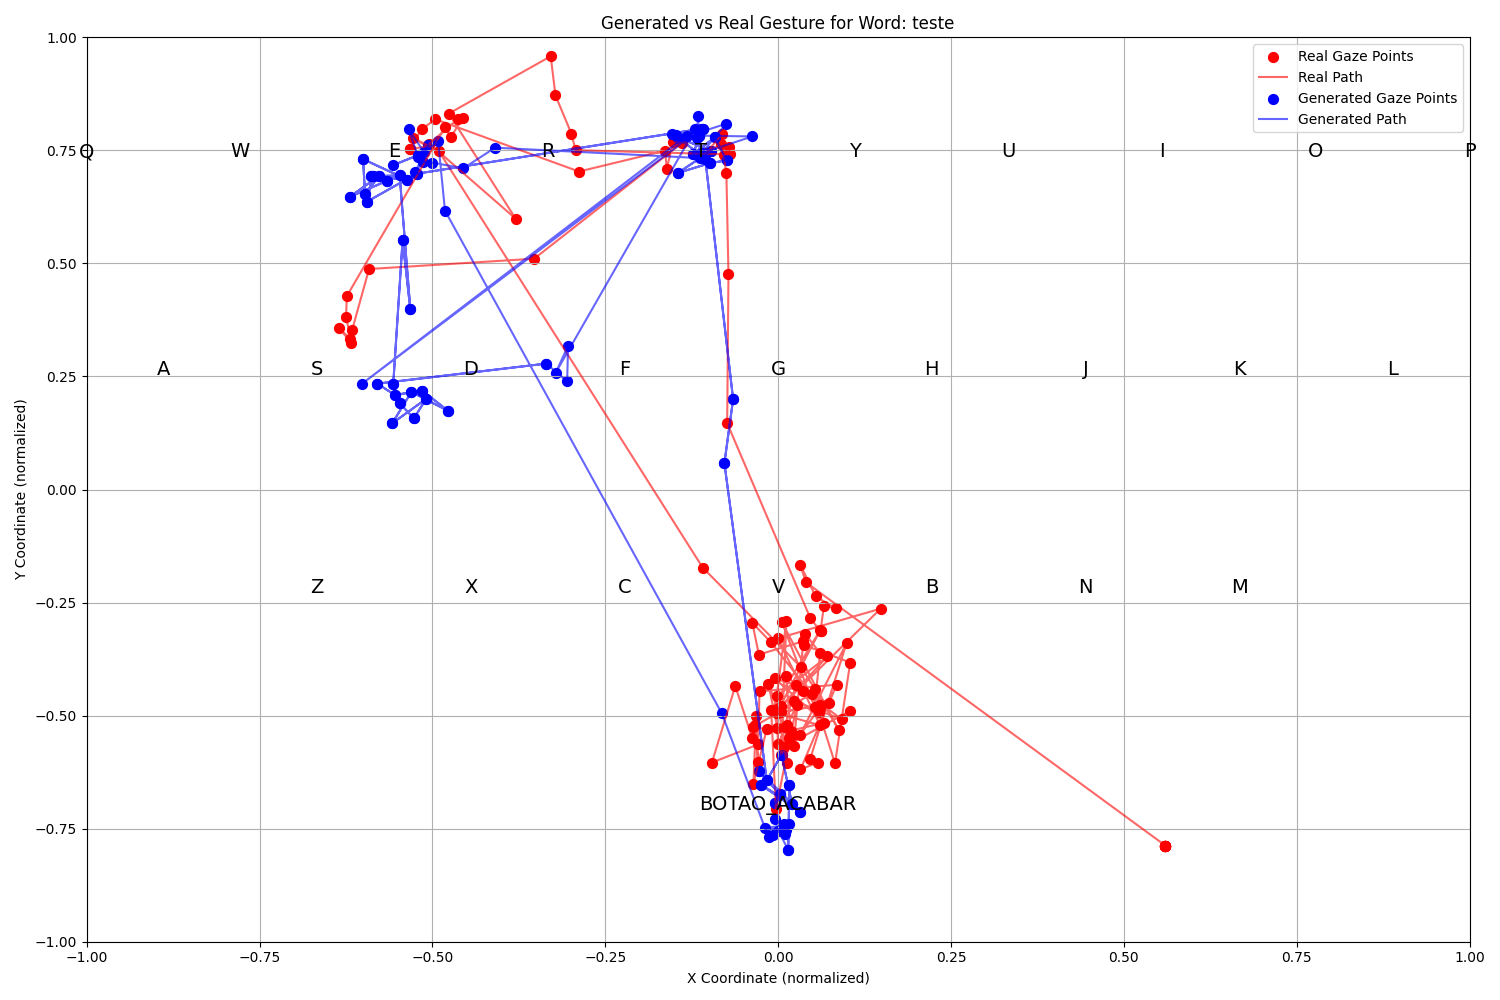 Generated vs Real Gesture for Word: teste
1.00
Real Gaze Points
Real Path
Generated Gaze Points
Generated Path
0.75
Q W E R T Y U I O P
0.50
0.25
A S D F G H J K L
0.00
−0.25
Z X C V B N M
−0.50
BOTAO_ACABAR
−0.75
−1.00
−1.00 −0.75 −0.50 −0.25 0.00 0.25 0.50 0.75 1.00
X Coordinate (normalized)
Y Coordinate (normalized)